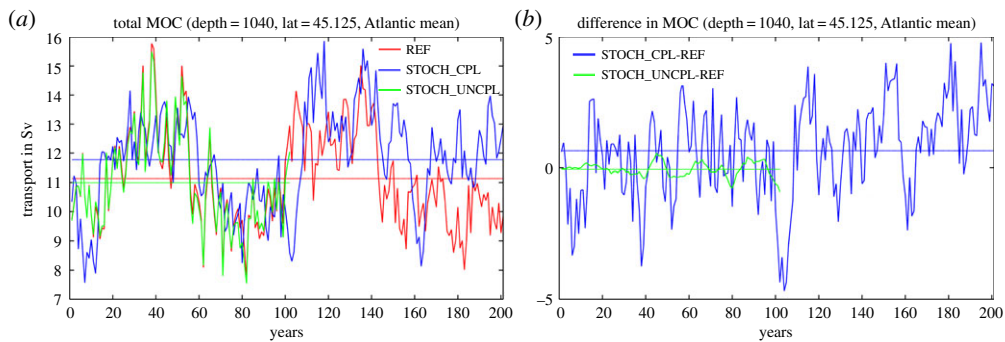 (a) total MOC (depth = 1040, lat = 45.125, Atlantic mean)
16
15
14
13
12
11
10
9
8
7
transport in Sv
REF
STOCH_CPL
STOCH_UNCPL
0 20 40 60 80 100 120 140 160 180 200
years
(b) difference in MOC (depth = 1040, lat = 45.125, Atlantic mean)
5
0
–5
STOCH_CPL-REF
STOCH_UNCPL-REF
0 20 40 60 80 100 120 140 160 180 200
years